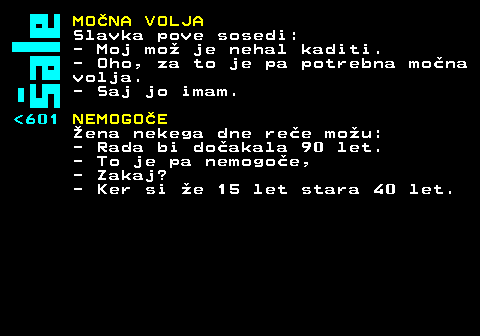 šale
MOČNA VOLJA
Slavka pove sosedi:
- Moj mož je nehal kaditi.
- Oho, za to je pa potrebna močna
volja.
- Saj jo imam.
<601 NEMOGOČE
Žena nekega dne reče možu:
- Rada bi dočakala 90 let.
- To je pa nemogoče,
- Zakaj?
- Ker si že 15 let stara 40 let.